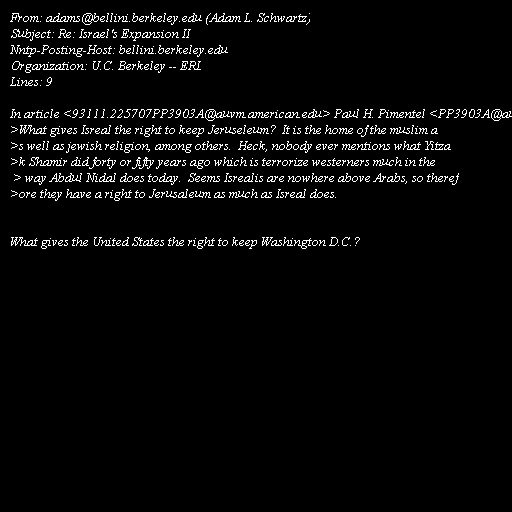 From: adams@bellini.berkeley.edu (Adam L. Schwartz)
Subject: Re: Israel's Expansion II
Nntp-Posting-Host: bellini.berkeley.edu
Organization: U.C. Berkeley -- ERL
Lines: 9

In article <93111.225707PP3903A@auvm.american.edu> Paul H. Pimentel <PP3903A@au
>What gives Isreal the right to keep Jeruseleum?  It is the home of the muslim a
>s well as jewish religion, among others.  Heck, nobody ever mentions what Yitza
>k Shamir did forty or fifty years ago which is terrorize westerners much in the
> way Abdul Nidal does today.  Seems Isrealis are nowhere above Arabs, so theref
>ore they have a right to Jerusaleum as much as Isreal does.

What gives the United States the right to keep Washington D.C.?